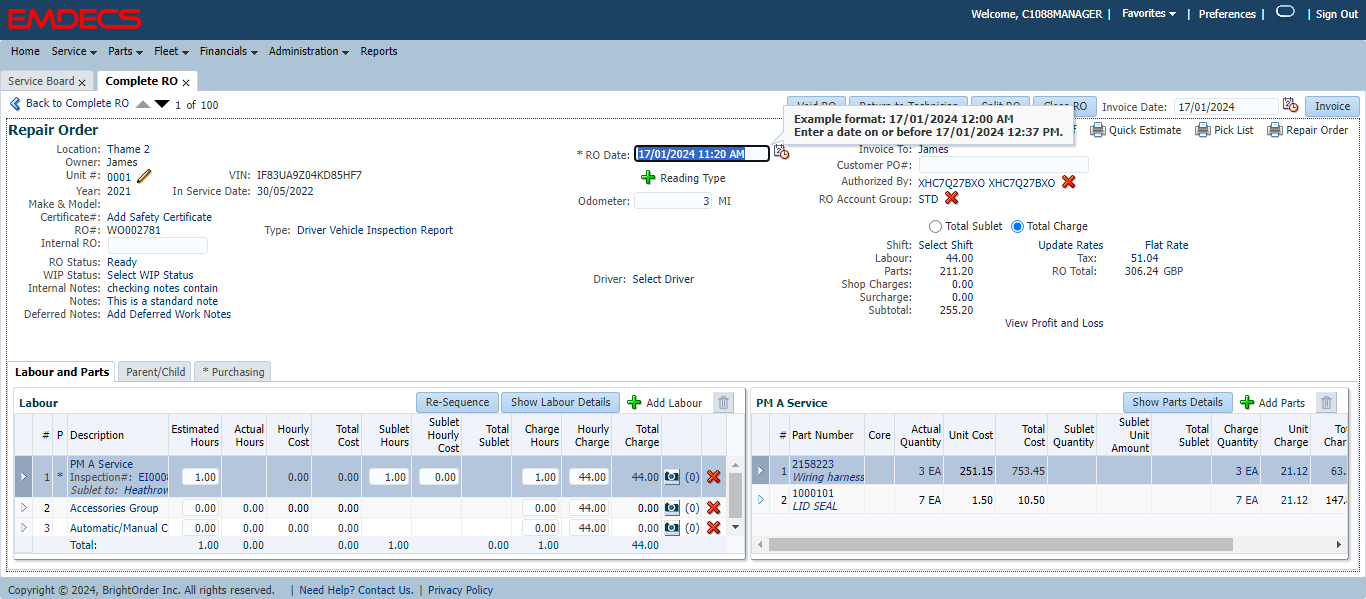 EMDECS
Welcome, C1088MANAGER | Favorites | Preferences | | Sign Out
Home Service Parts Fleet Financials Administration Reports
Service Board x Complete RO x
Back to Complete RO 1 of 100
Invoice Date: 17/01/2024 Invoice
Example format: 17/01/2024 12:00 AM
Enter a date on or before 17/01/2024 12:37 PM.
Repair Order
Quick Estimate Pick List Repair Order
Location: Thame 2
Owner: James
Unit #: 0001 VIN: IF83UA9Z04KD85HF7
Year: 2021 In Service Date: 30/05/2022
Make & Model:
Certificate#: Add Safety Certificate
RO#: WO002781 Type: Driver Vehicle Inspection Report
Internal RO:
RO Status: Ready
WIP Status: Select WIP Status
Internal Notes: checking notes contain
Notes: This is a standard note
Deferred Notes: Add Deferred Work Notes
* RO Date: 17/01/2024 11:20 AM
Reading Type
Odometer: 3 MI
Driver: Select Driver
Invoice To: James
Customer PO#:
Authorized By: XHC7Q27BXO XHC7Q27BXO
RO Account Group: STD
Total Sublet Total Charge
Shift: Select Shift Update Rates Flat Rate
Labour: 44.00 Tax: 51.04
Parts: 211.20 RO Total: 306.24 GBP
Shop Charges: 0.00
Surcharge: 0.00
Subtotal: 255.20
View Profit and Loss
Labour and Parts Parent/Child * Purchasing
Labour Re-Sequence Show Labour Details Add Labour
# P Description Estimated Hours Actual Hours Hourly Cost Total Cost Sublet Hours Sublet Hourly Cost Total Sublet Charge Hours Hourly Charge Total Charge
PM A Service
1 * Inspection#: EI0008 1.00 0.00 0.00 1.00 0.00 1.00 44.00 44.00 (0)
Sublet to: Heathrow
2 Accessories Group 0.00 0.00 0.00 0.00 0.00 44.00 0.00 (0)
3 Automatic/Manual C 0.00 0.00 0.00 0.00 0.00 44.00 0.00 (0)
Total: 1.00 0.00 0.00 1.00 0.00 1.00 44.00
PM A Service Show Parts Details Add Parts
# Part Number Core Actual Quantity Unit Cost Total Cost Sublet Quantity Sublet Unit Amount Total Sublet Charge Quantity Unit Charge Total Char
1 2158223 3 EA 251.15 753.45 3 EA 21.12 63.
Wiring harness
2 1000101 7 EA 1.50 10.50 7 EA 21.12 147.
LID SEAL
Copyright © 2024, BrightOrder Inc. All rights reserved. | Need Help? Contact Us. | Privacy Policy